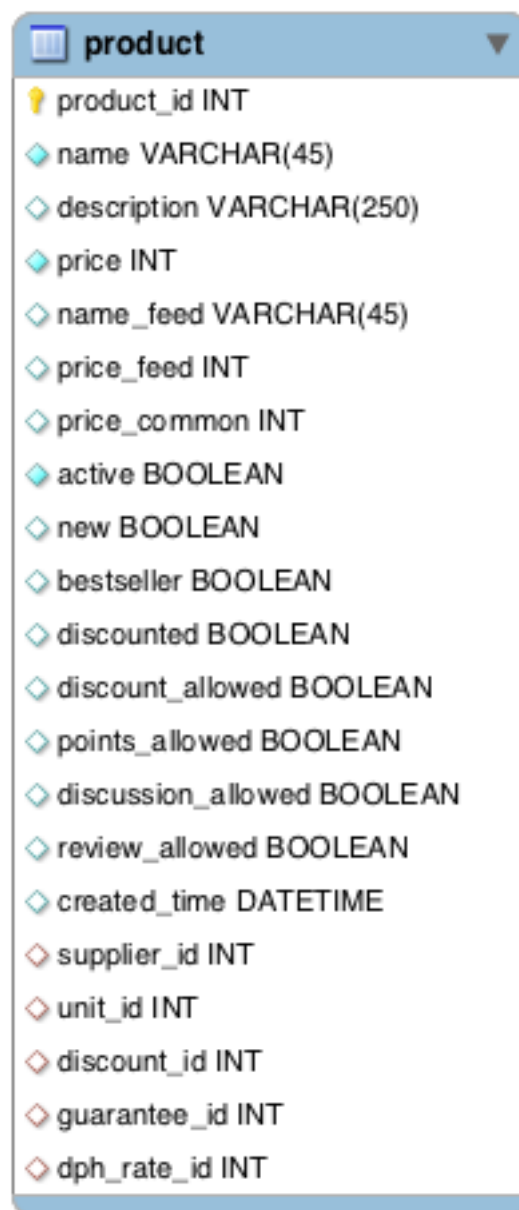 product
product_id INT
name VARCHAR(45)
description VARCHAR(250)
price INT
name_feed VARCHAR(45)
price_feed INT
price_common INT
active BOOLEAN
new BOOLEAN
bestseller BOOLEAN
discounted BOOLEAN
discount_allowed BOOLEAN
points_allowed BOOLEAN
discussion_allowed BOOLEAN
review_allowed BOOLEAN
created_time DATETIME
supplier_id INT
unit_id INT
discount_id INT
guarantee_id INT
dph_rate_id INT